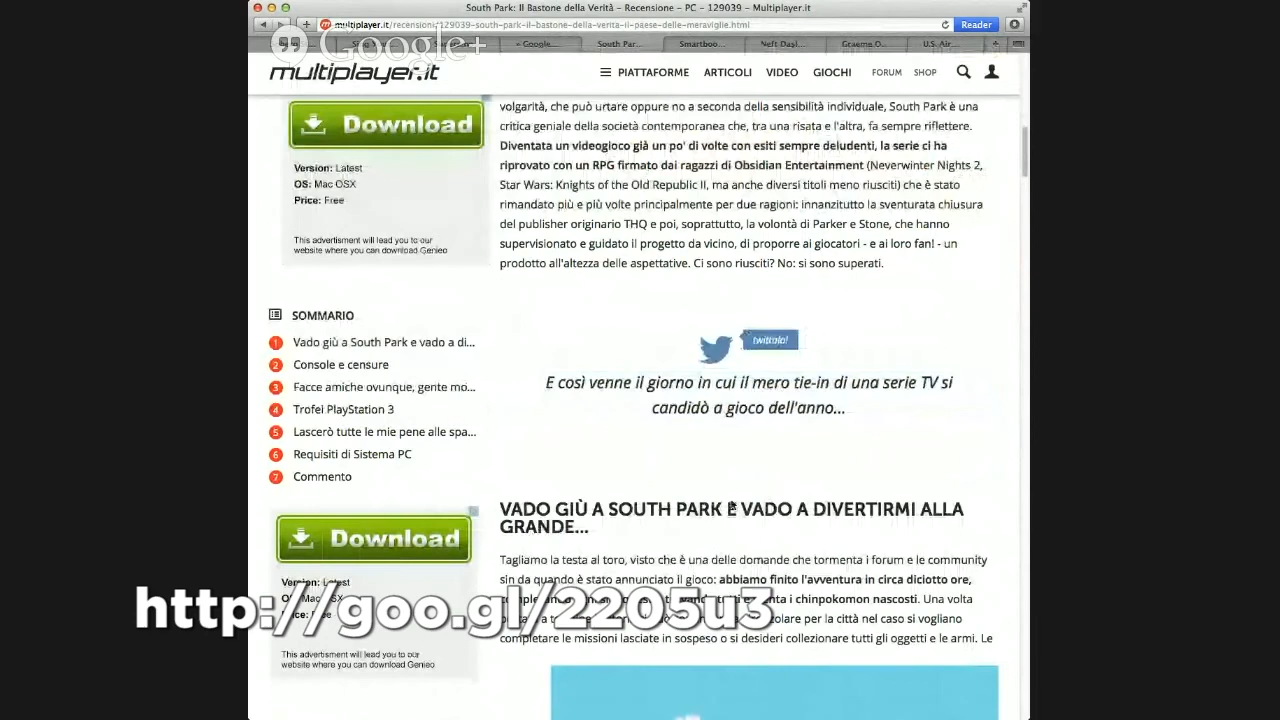 South Park: Il Bastone della Verità – Recensione – PC – 129039 – Multiplayer.it
multiplayer.it/recensioni/129039-south-park-il-bastone-della-verita-il-paese-delle-meraviglie.html
Reader
Google+
« Google...
South Par...
Smartboo...
Neft Daşl...
Graeme O...
U.S. Air...
multiplayer.it
PIATTAFORME
ARTICOLI
VIDEO
GIOCHI
FORUM
SHOP
Download
Version: Latest
OS: Mac OSX
Price: Free
This advertisment will lead you to our
website where you can download Genieo
volgarità, che può urtare oppure no a seconda della sensibilità individuale, South Park è una
critica geniale della società contemporanea che, tra una risata e l'altra, fa sempre riflettere.
Diventata un videogioco già un po' di volte con esiti sempre deludenti, la serie ci ha
riprovato con un RPG firmato dai ragazzi di Obsidian Entertainment (Neverwinter Nights 2,
Star Wars: Knights of the Old Republic II, ma anche diversi titoli meno riusciti) che è stato
rimandato più e più volte principalmente per due ragioni: innanzitutto la sventurata chiusura
del publisher originario THQ e poi, soprattutto, la volontà di Parker e Stone, che hanno
supervisionato e guidato il progetto da vicino, di proporre ai giocatori - e ai loro fan! - un
prodotto all'altezza delle aspettative. Ci sono riusciti? No: si sono superati.
SOMMARIO
1 Vado giù a South Park e vado a di...
2 Console e censure
3 Facce amiche ovunque, gente mo...
4 Trofei PlayStation 3
5 Lascerò tutte le mie pene alle spa...
6 Requisiti di Sistema PC
7 Commento
twittalo!
E così venne il giorno in cui il mero tie-in di una serie TV si
candidò a gioco dell'anno...
Download
Version: Latest
This advertisment will lead you to our
website where you can download Genieo
VADO GIÙ A SOUTH PARK E VADO A DIVERTIRMI ALLA
GRANDE...
Tagliamo la testa al toro, visto che è una delle domande che tormenta i forum e le community
sin da quando è stato annunciato il gioco: abbiamo finito l'avventura in circa diciotto ore,
i chinpokomon nascosti. Una volta
per la città nel caso si vogliano
completare le missioni lasciate in sospeso o si desideri collezionare tutti gli oggetti e le armi. Le
http://goo.gl/2205u3